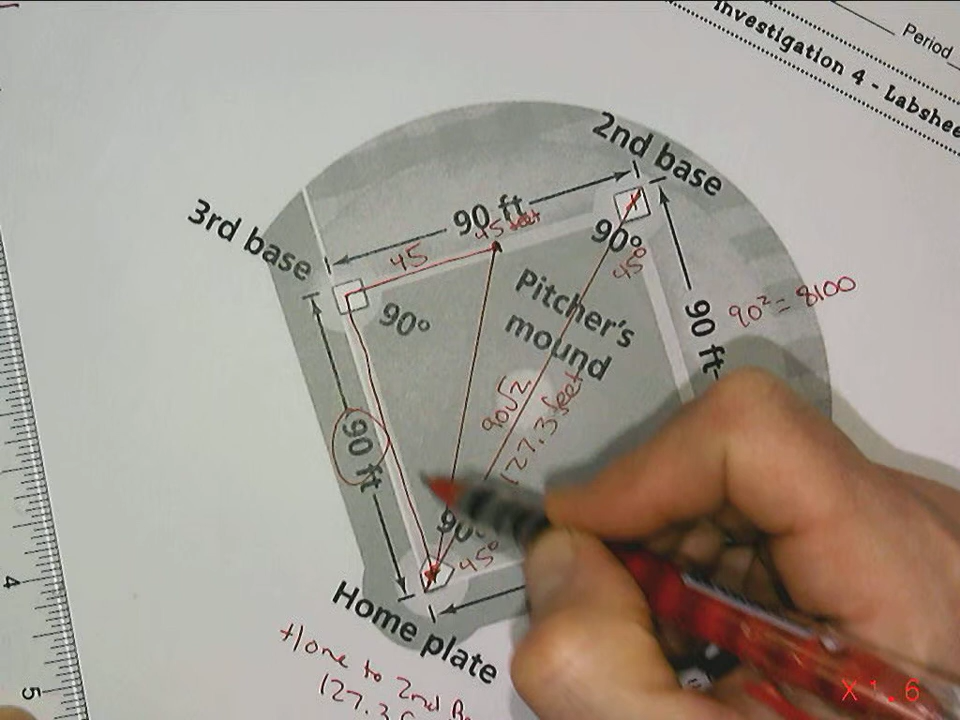 Period
Investigation 4 - Labshee
2nd base
3rd base
90 ft
45 feet
45
90°
45°
90°
Pitcher's
mound
90² = 8100
90 ft
90√2
127.3 feet
90 ft
90°
45°
Home plate
Home to 2nd Ba
127.3 f
4
5
X 1.6